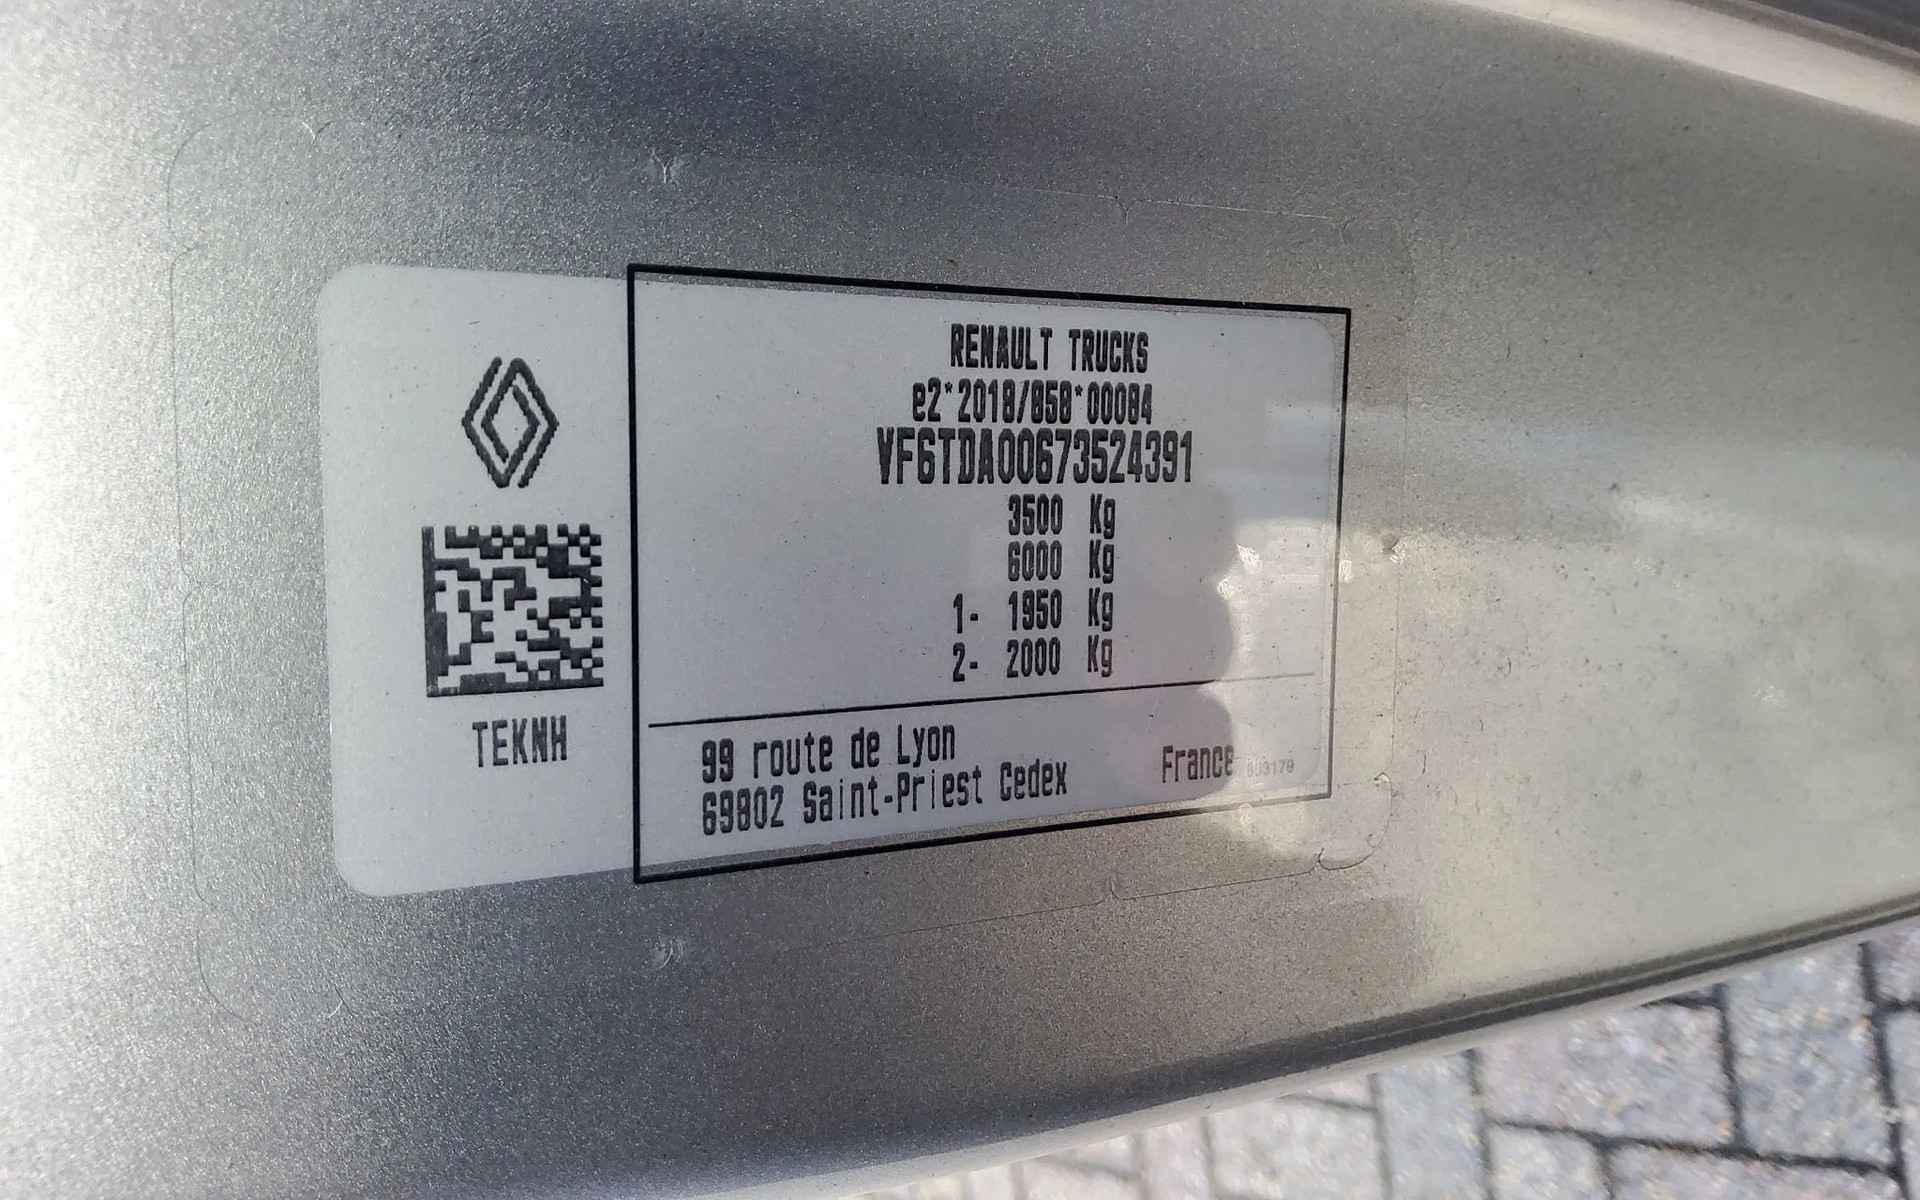 RENAULT TRUCKS
e2*2018/858*00084
VF6TDA00673524391
3500 Kg
6000 Kg
1- 1950 Kg
2- 2000 Kg
TEKNH
99 route de Lyon
69802 Saint-Priest Cedex France